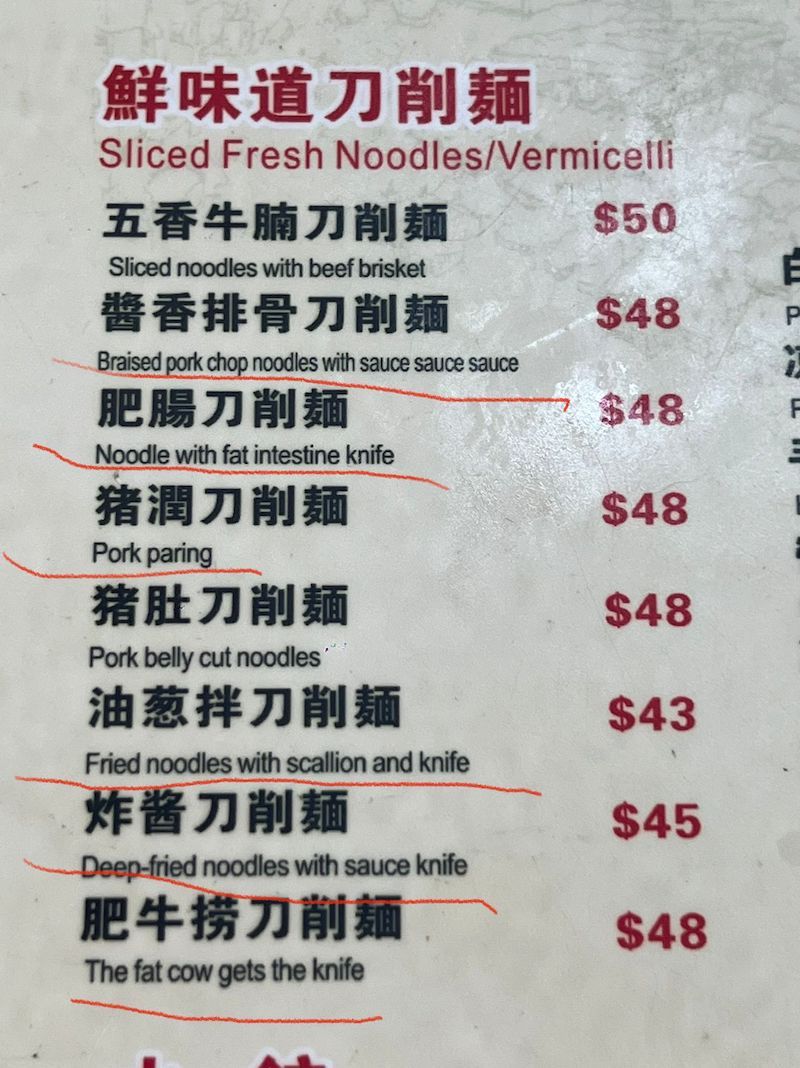 鮮味道刀削麵
Sliced Fresh Noodles/Vermicelli
五香牛腩刀削麵 $50
Sliced noodles with beef brisket
醬香排骨刀削麵 $48
Braised pork chop noodles with sauce sauce sauce
肥腸刀削麵 $48
Noodle with fat intestine knife
猪潤刀削麵 $48
Pork paring
猪肚刀削麵 $48
Pork belly cut noodles
油葱拌刀削麵 $43
Fried noodles with scallion and knife
炸酱刀削麵 $45
Deep-fried noodles with sauce knife
肥牛捞刀削麵 $48
The fat cow gets the knife